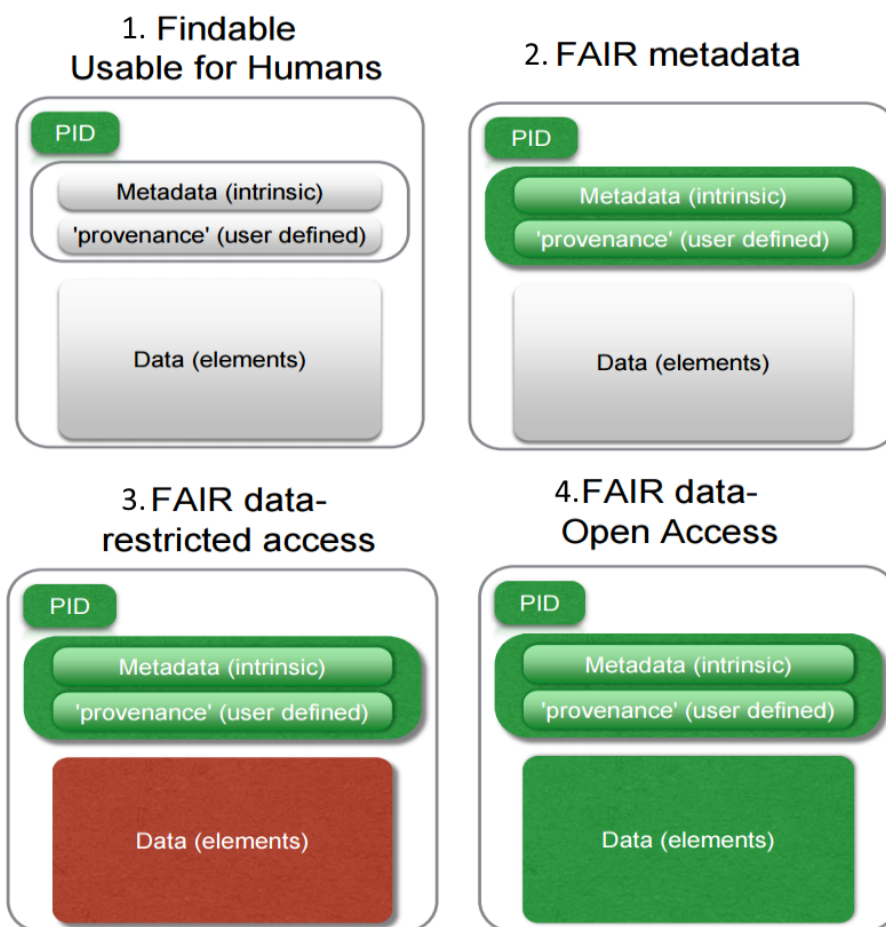 1. Findable
Usable for Humans
PID
Metadata (intrinsic)
'provenance' (user defined)
Data (elements)
2. FAIR metadata
PID
Metadata (intrinsic)
'provenance' (user defined)
Data (elements)
3. FAIR data-
restricted access
PID
Metadata (intrinsic)
'provenance' (user defined)
Data (elements)
4.FAIR data-
Open Access
PID
Metadata (intrinsic)
'provenance' (user defined)
Data (elements)